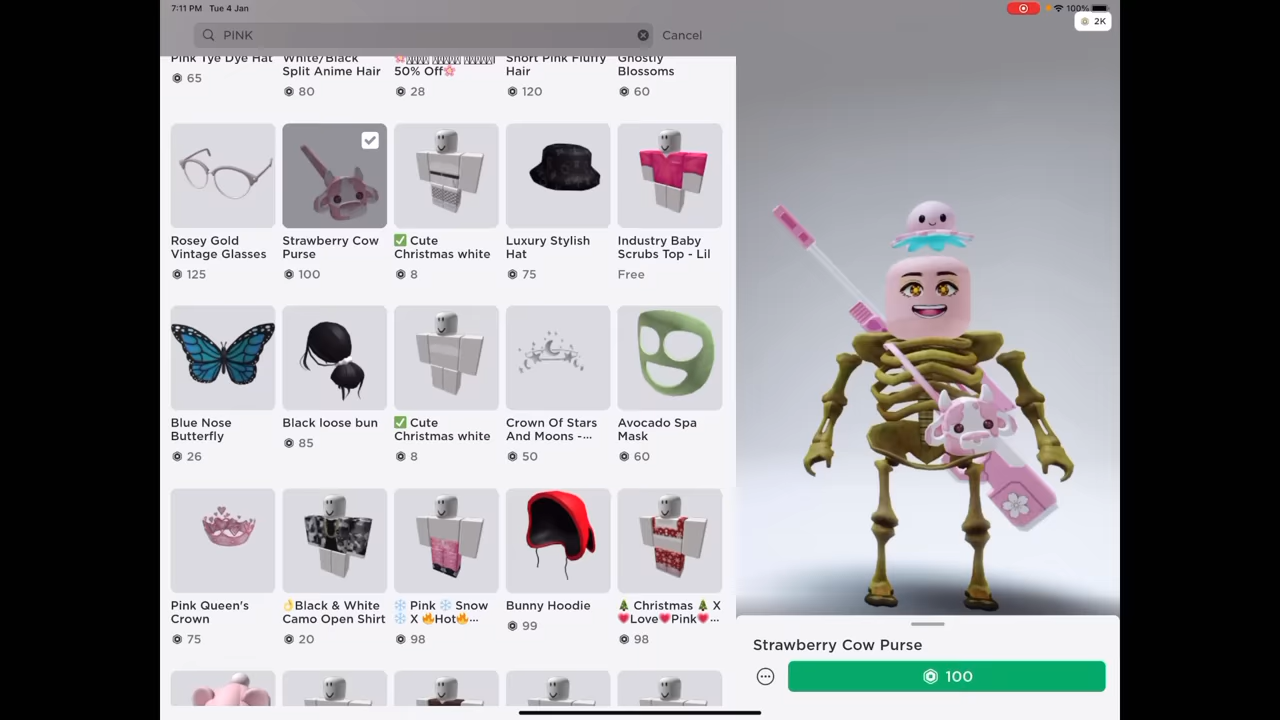 7:11 PM Tue 4 Jan
100%
2K
PINK
Cancel
Pink Tye Dye Hat
65
White/Black
Split Anime Hair
80
50% Off🌸
28
Short Pink Fluffy
Hair
120
Ghostly
Blossoms
60
Rosey Gold
Vintage Glasses
125
Strawberry Cow
Purse
100
✅ Cute
Christmas white
8
Luxury Stylish
Hat
75
Industry Baby
Scrubs Top - Lil
Free
Blue Nose
Butterfly
26
Black loose bun
85
✅ Cute
Christmas white
8
Crown Of Stars
And Moons -...
50
Avocado Spa
Mask
60
Pink Queen's
Crown
75
👌Black & White
Camo Open Shirt
20
❄️ Pink ❄️ Snow
❄️ X 🔥Hot🔥...
98
Bunny Hoodie
99
🎄 Christmas 🎄 X
💗Love💗Pink💗...
98
Strawberry Cow Purse
100